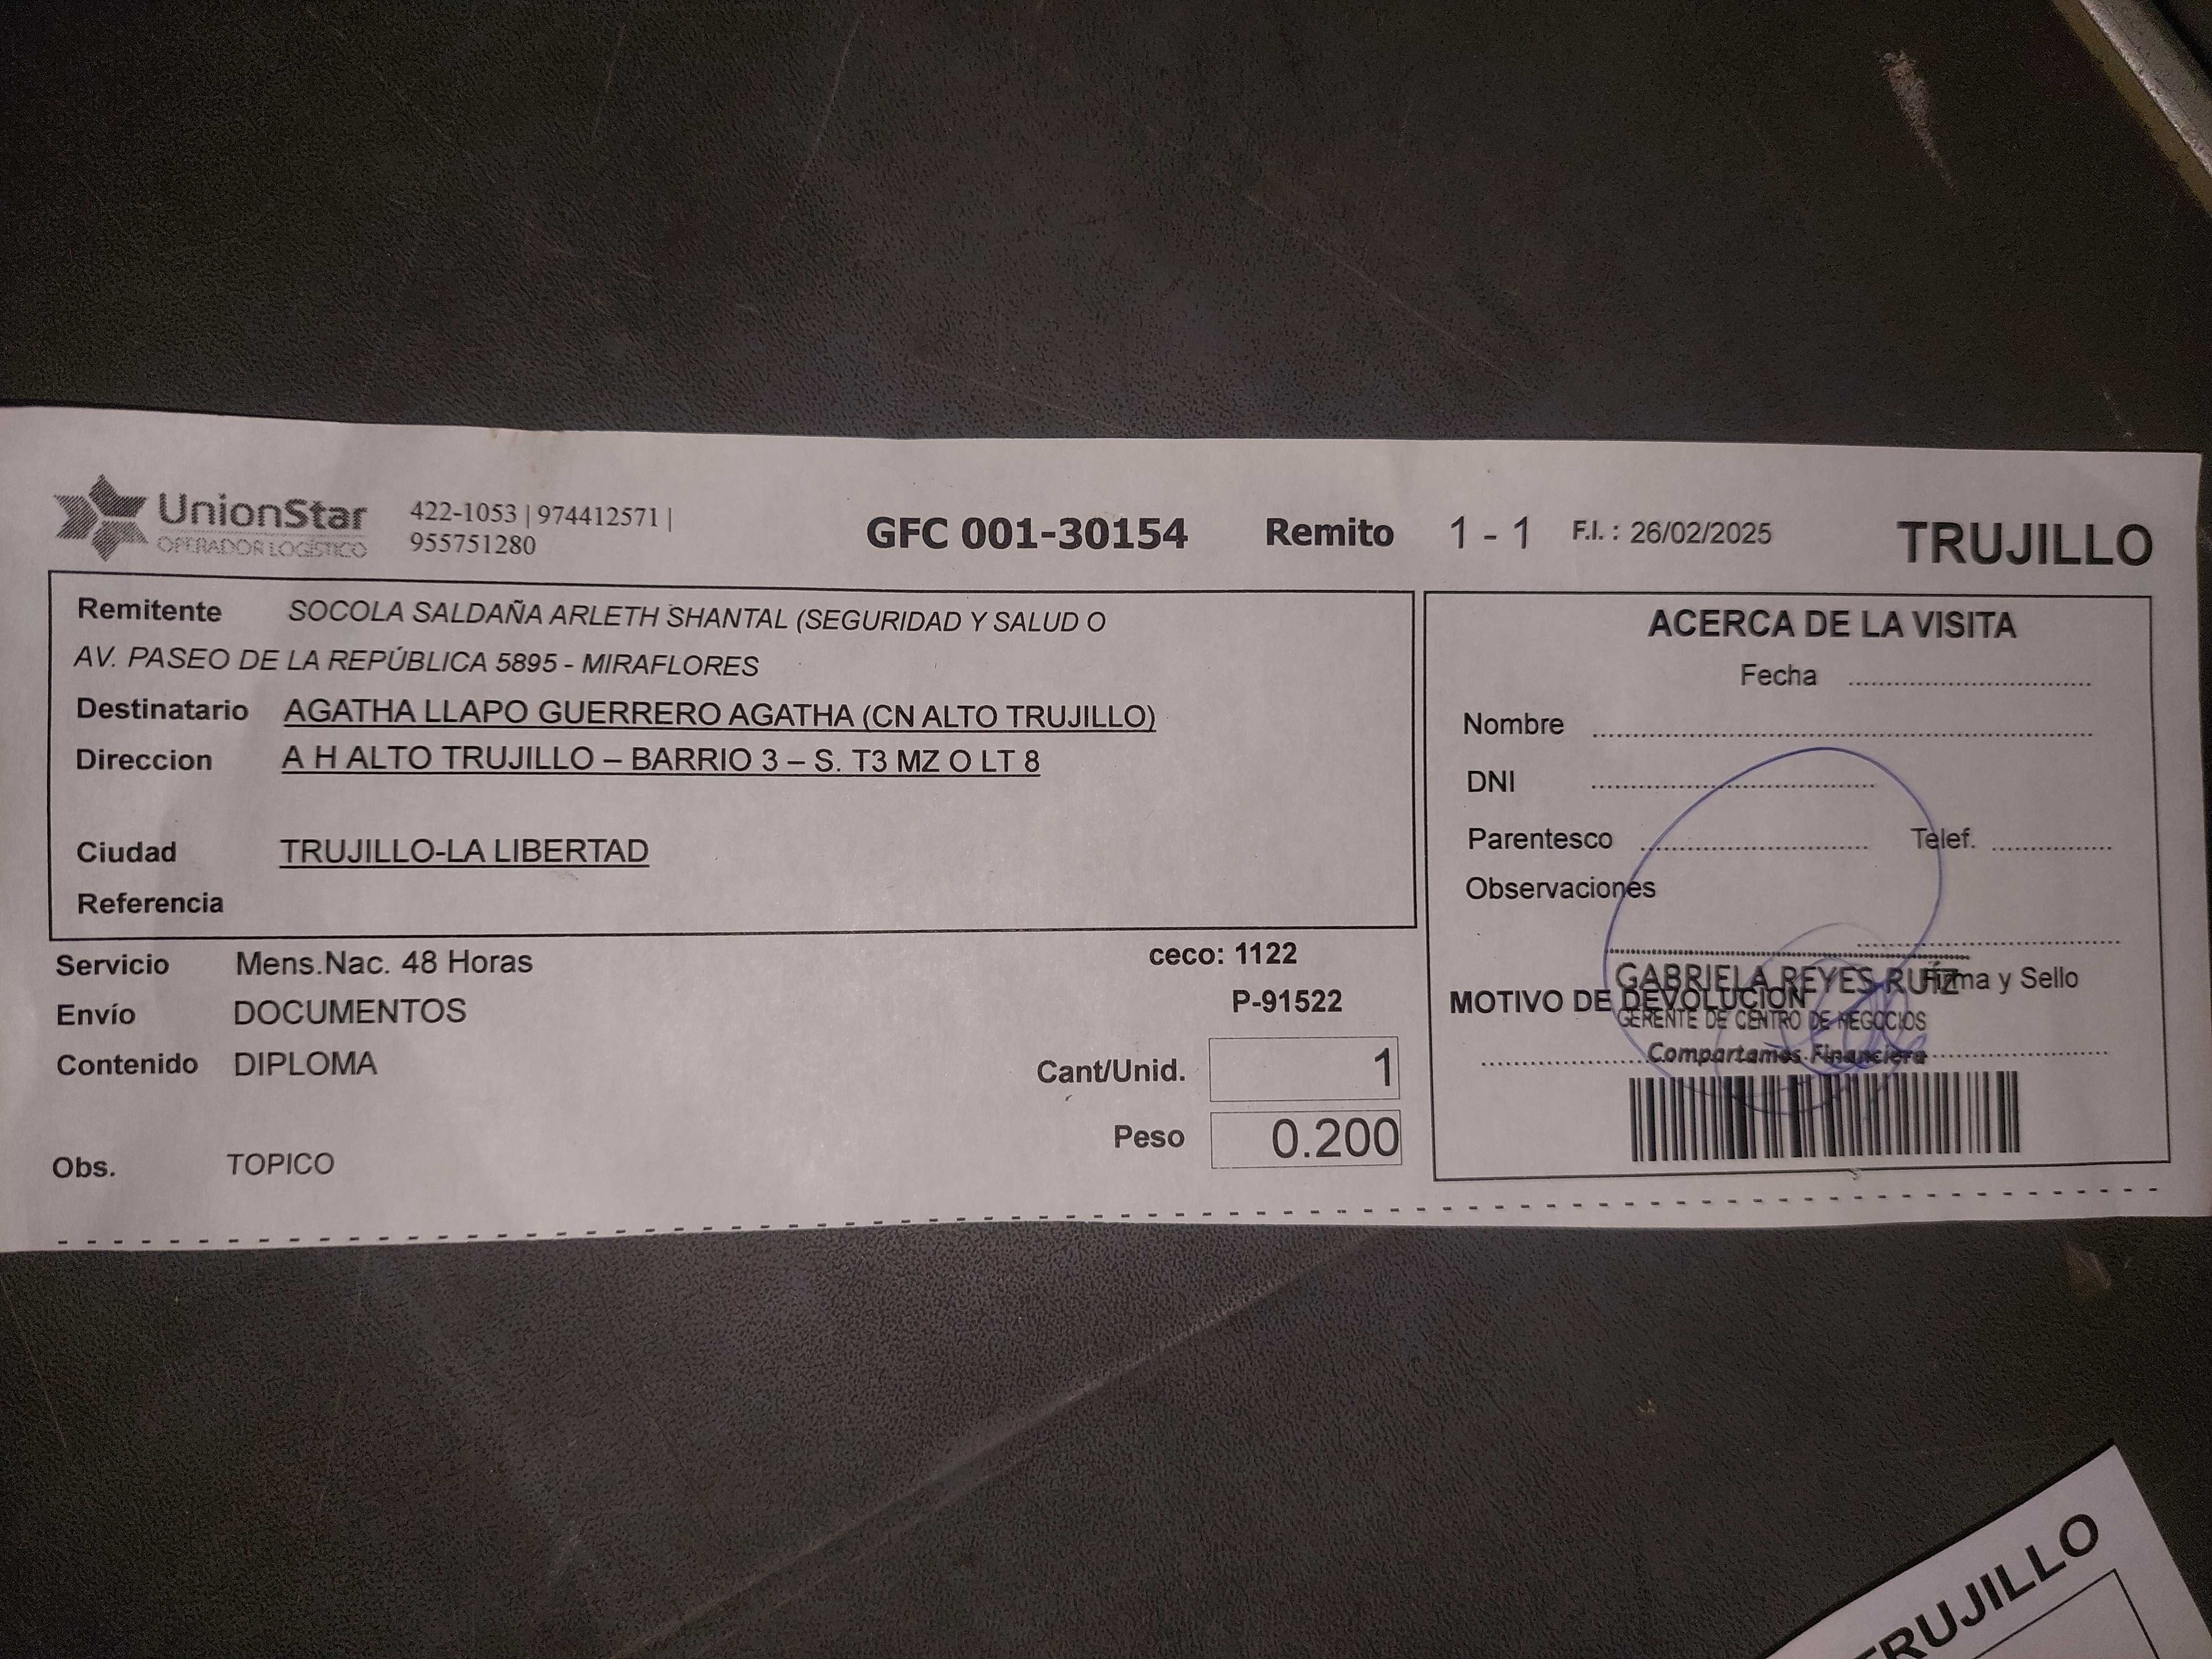 UnionStar
OPERADOR LOGÍSTICO
422-1053 | 974412571 |
955751280
GFC 001-30154 Remito 1 - 1 F.I. : 26/02/2025 TRUJILLO
Remitente SOCOLA SALDAÑA ARLETH SHANTAL (SEGURIDAD Y SALUD O
AV. PASEO DE LA REPÚBLICA 5895 - MIRAFLORES
Destinatario AGATHA LLAPO GUERRERO AGATHA (CN ALTO TRUJILLO)
Direccion A H ALTO TRUJILLO – BARRIO 3 – S. T3 MZ O LT 8
Ciudad TRUJILLO-LA LIBERTAD
Referencia
Servicio Mens.Nac. 48 Horas
ceco: 1122
Envío DOCUMENTOS
P-91522
Contenido DIPLOMA
Cant/Unid. 1
Peso 0.200
Obs. TOPICO
ACERCA DE LA VISITA
Fecha
Nombre
DNI
Parentesco Telef.
Observaciones
GABRIELA REYES RUÍZ
Firma y Sello
MOTIVO DE DEVOLUCION
GERENTE DE CENTRO DE NEGOCIOS
Compartamos Financiera
TRUJILLO